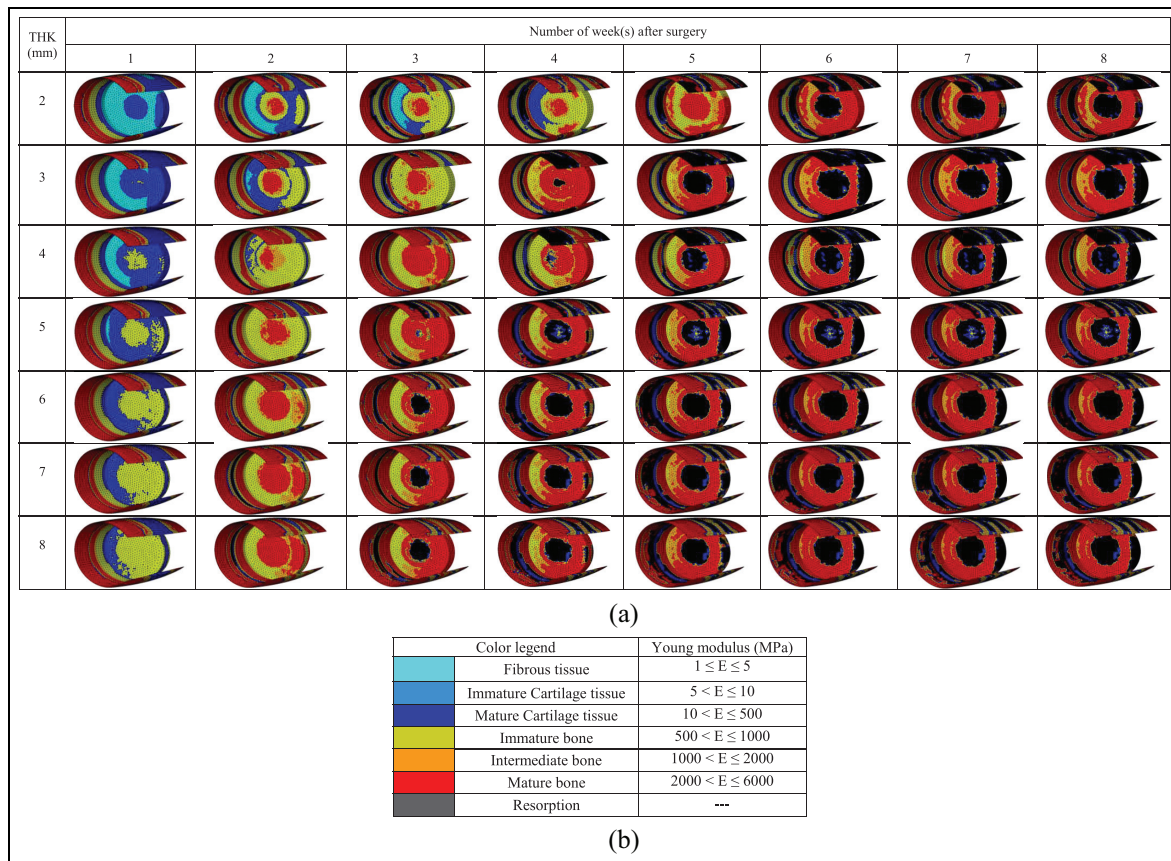 THK (mm) Number of week(s) after surgery
1 2 3 4 5 6 7 8
2
3
4
5
6
7
8
(a)
Color legend Young modulus (MPa)
Fibrous tissue 1 ≤ E ≤ 5
Immature Cartilage tissue 5 < E ≤ 10
Mature Cartilage tissue 10 < E ≤ 500
Immature bone 500 < E ≤ 1000
Intermediate bone 1000 < E ≤ 2000
Mature bone 2000 < E ≤ 6000
Resorption ---
(b)